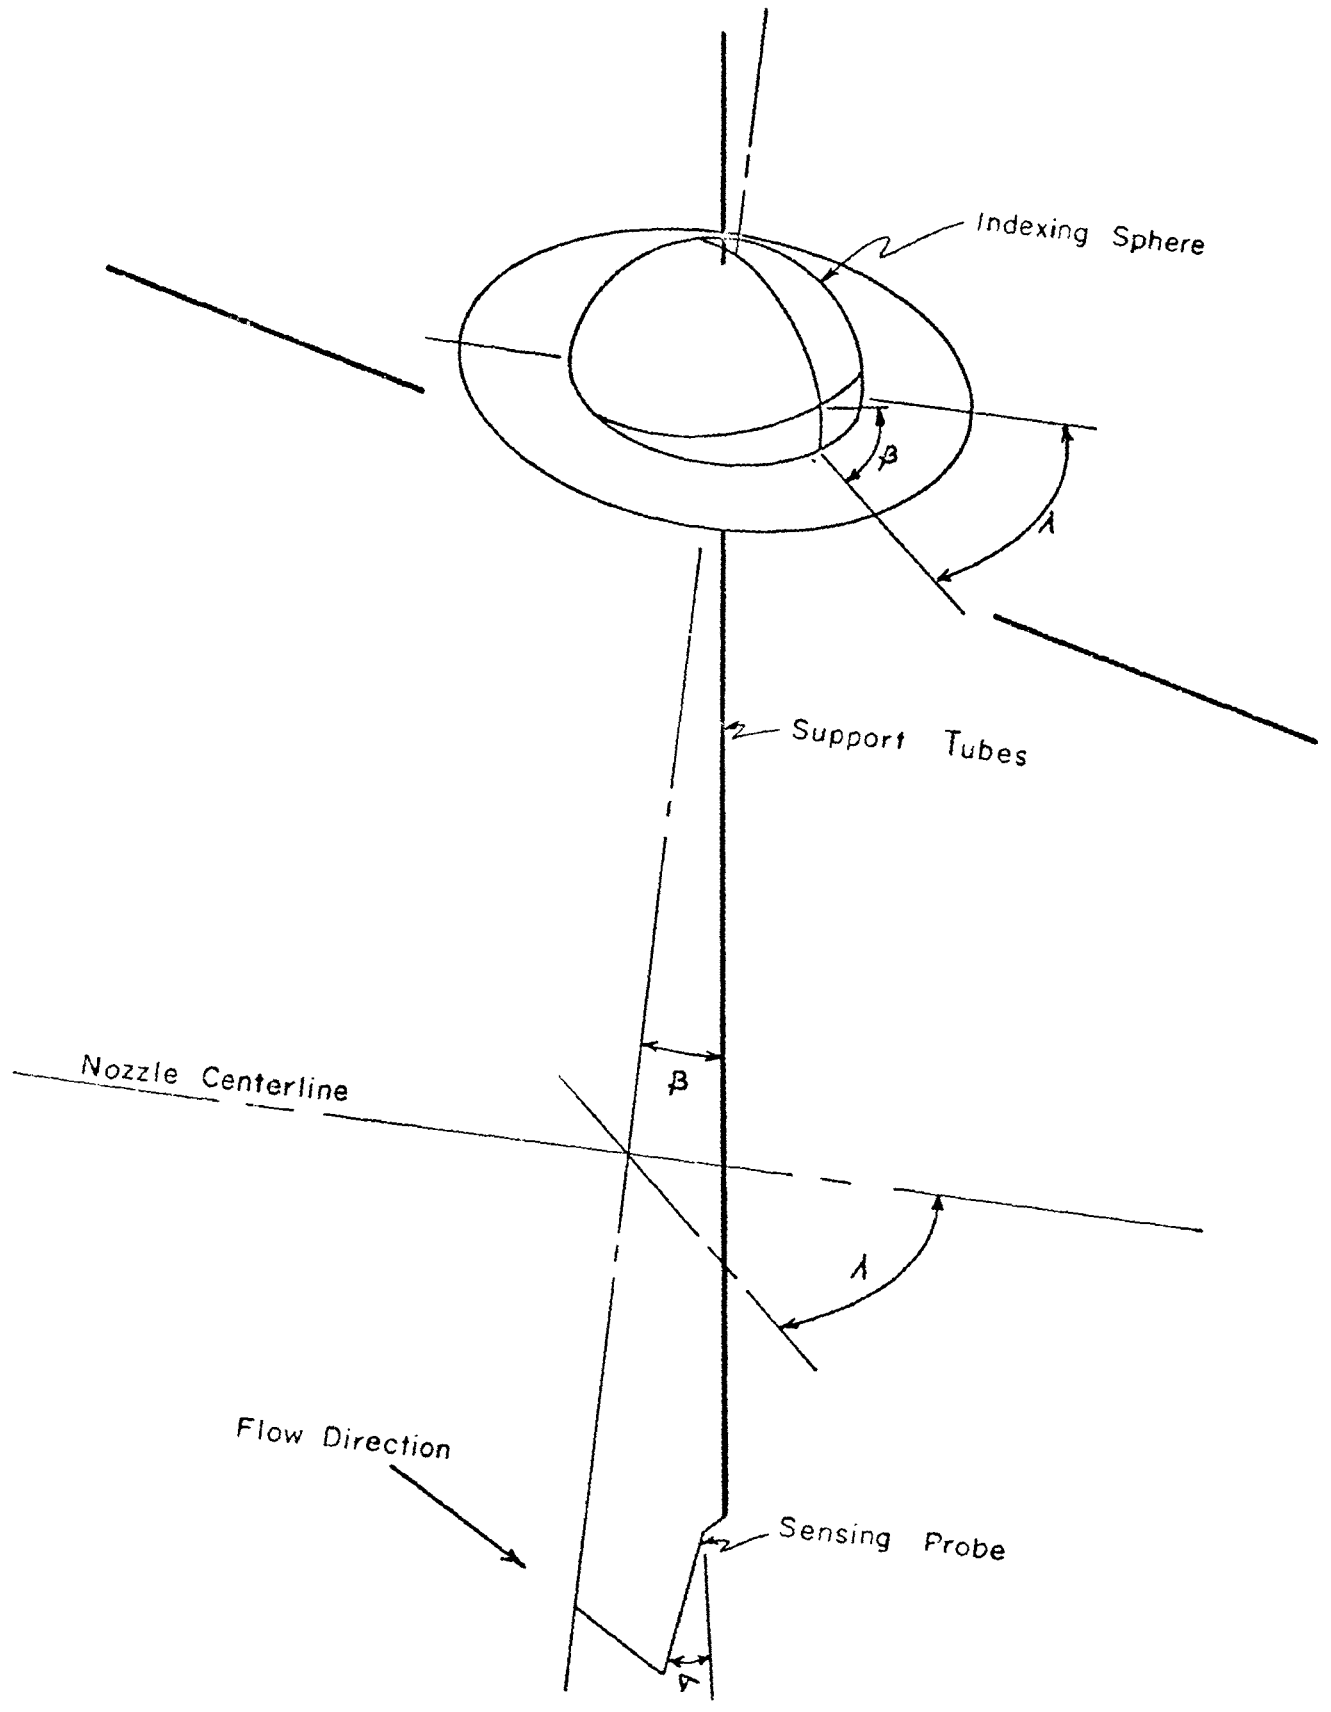 Indexing Sphere
β
λ
Support Tubes
β
Nozzle Centerline
λ
Flow Direction
Sensing Probe